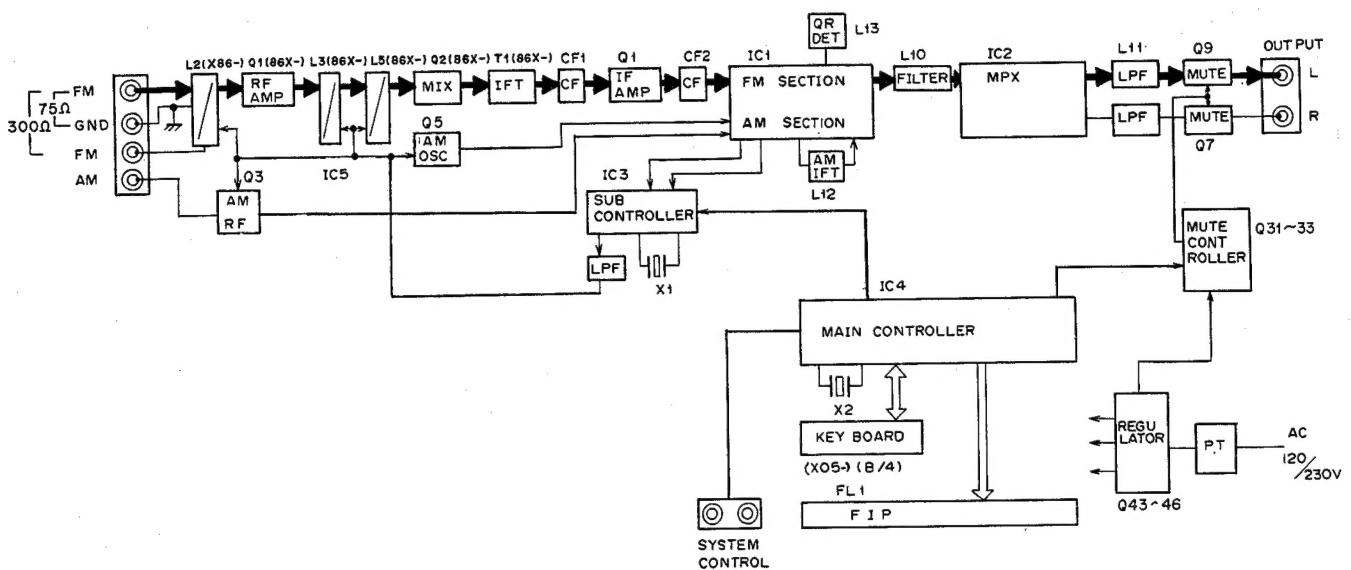 QR DET L13
L2(X86-) Q1(86X-) L3(86X-) L5(86X-) Q2(86X-) T1(86X-) CF1 Q1 CF2 IC1 L10 IC2 L11 Q9 OUTPUT
FM RF AMP MIX IFT CF IF AMP CF FM SECTION FILTER MPX LPF MUTE L
75Ω
300Ω
GND Q5 AM SECTION LPF MUTE R
FM AM OSC Q7
AM Q3 IC5 IC3 AM IFT
L12
AM RF SUB CONTROLLER MUTE CONT ROLLER Q31~33
LPF X1
IC4
MAIN CONTROLLER
X2
KEY BOARD REGU LATOR P.T AC
(X05-) (B/4) 120/230V
FL1
FIP Q43~46
SYSTEM CONTROL